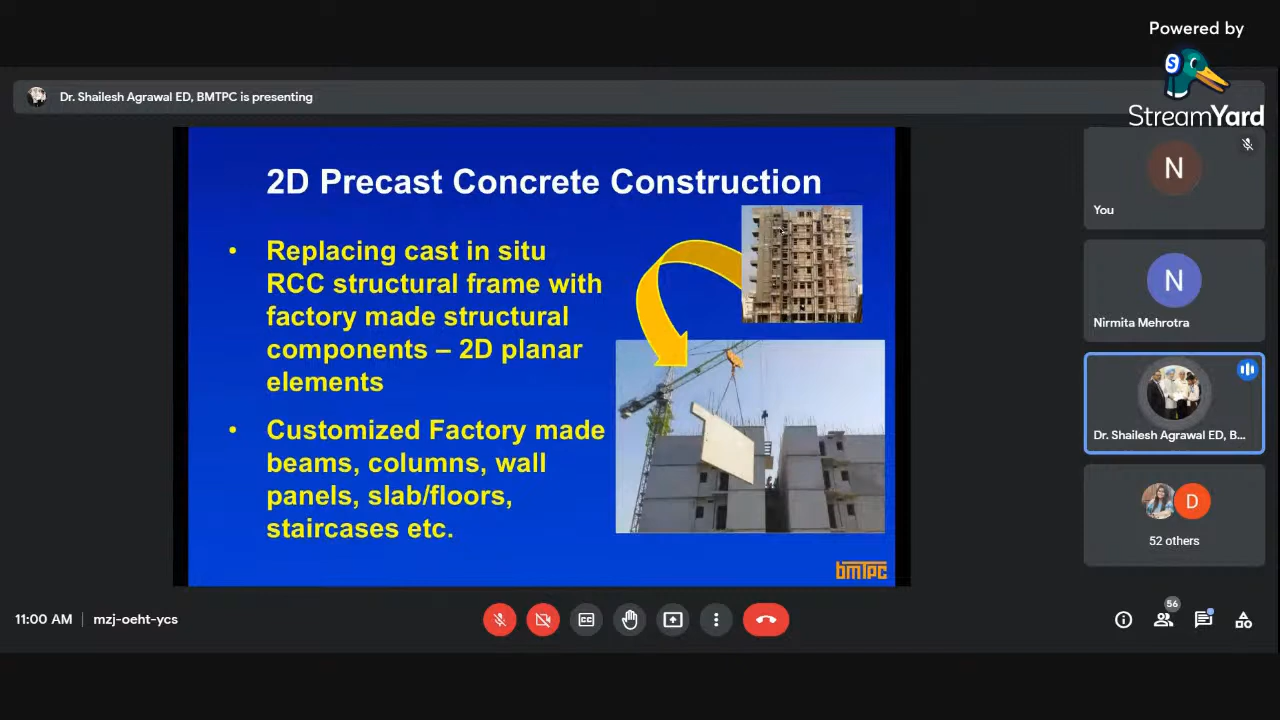 Powered by
StreamYard
Dr. Shailesh Agrawal ED, BMTPC is presenting
2D Precast Concrete Construction
• Replacing cast in situ
RCC structural frame with
factory made structural
components – 2D planar
elements
• Customized Factory made
beams, columns, wall
panels, slab/floors,
staircases etc.
bmTPC
N
You
N
Nirmita Mehrotra
Dr. Shailesh Agrawal ED, B...
D
52 others
11:00 AM | mzj-oeht-ycs
CC
56